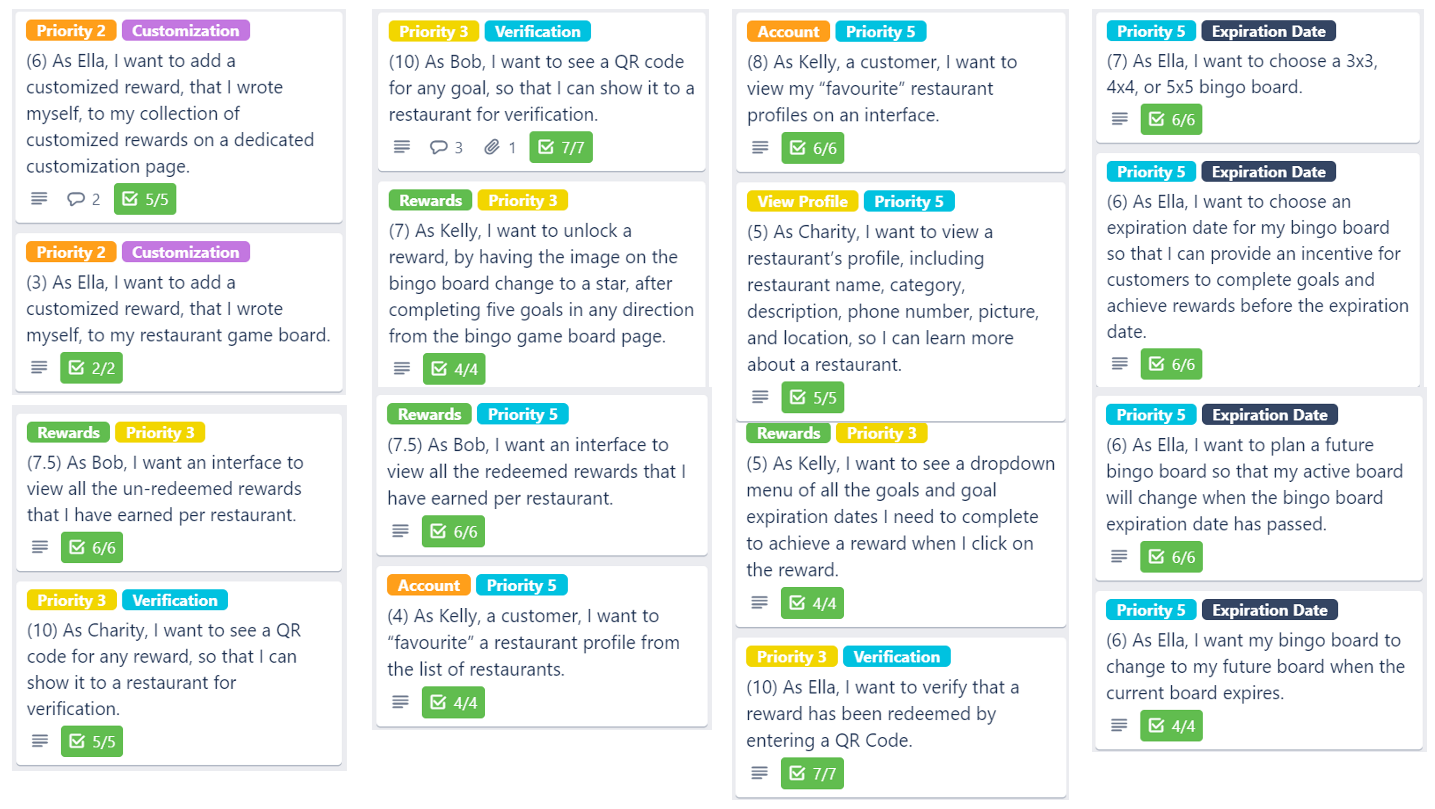 Priority 2 Customization
(6) As Ella, I want to add a
customized reward, that I wrote
myself, to my collection of
customized rewards on a dedicated
customization page.
2 5/5
Priority 2 Customization
(3) As Ella, I want to add a
customized reward, that I wrote
myself, to my restaurant game board.
2/2
Rewards Priority 3
(7.5) As Bob, I want an interface to
view all the un-redeemed rewards
that I have earned per restaurant.
6/6
Priority 3 Verification
(10) As Charity, I want to see a QR
code for any reward, so that I can
show it to a restaurant for
verification.
5/5
Priority 3 Verification
(10) As Bob, I want to see a QR code
for any goal, so that I can show it to a
restaurant for verification.
3 1 7/7
Rewards Priority 3
(7) As Kelly, I want to unlock a
reward, by having the image on the
bingo board change to a star, after
completing five goals in any direction
from the bingo game board page.
4/4
Rewards Priority 5
(7.5) As Bob, I want an interface to
view all the redeemed rewards that I
have earned per restaurant.
6/6
Account Priority 5
(4) As Kelly, a customer, I want to
“favourite” a restaurant profile from
the list of restaurants.
4/4
Account Priority 5
(8) As Kelly, a customer, I want to
view my “favourite” restaurant
profiles on an interface.
6/6
View Profile Priority 5
(5) As Charity, I want to view a
restaurant’s profile, including
restaurant name, category,
description, phone number, picture,
and location, so I can learn more
about a restaurant.
5/5
Rewards Priority 3
(5) As Kelly, I want to see a dropdown
menu of all the goals and goal
expiration dates I need to complete
to achieve a reward when I click on
the reward.
4/4
Priority 3 Verification
(10) As Ella, I want to verify that a
reward has been redeemed by
entering a QR Code.
7/7
Priority 5 Expiration Date
(7) As Ella, I want to choose a 3x3,
4x4, or 5x5 bingo board.
6/6
Priority 5 Expiration Date
(6) As Ella, I want to choose an
expiration date for my bingo board
so that I can provide an incentive for
customers to complete goals and
achieve rewards before the expiration
date.
6/6
Priority 5 Expiration Date
(6) As Ella, I want to plan a future
bingo board so that my active board
will change when the bingo board
expiration date has passed.
6/6
Priority 5 Expiration Date
(6) As Ella, I want my bingo board to
change to my future board when the
current board expires.
4/4